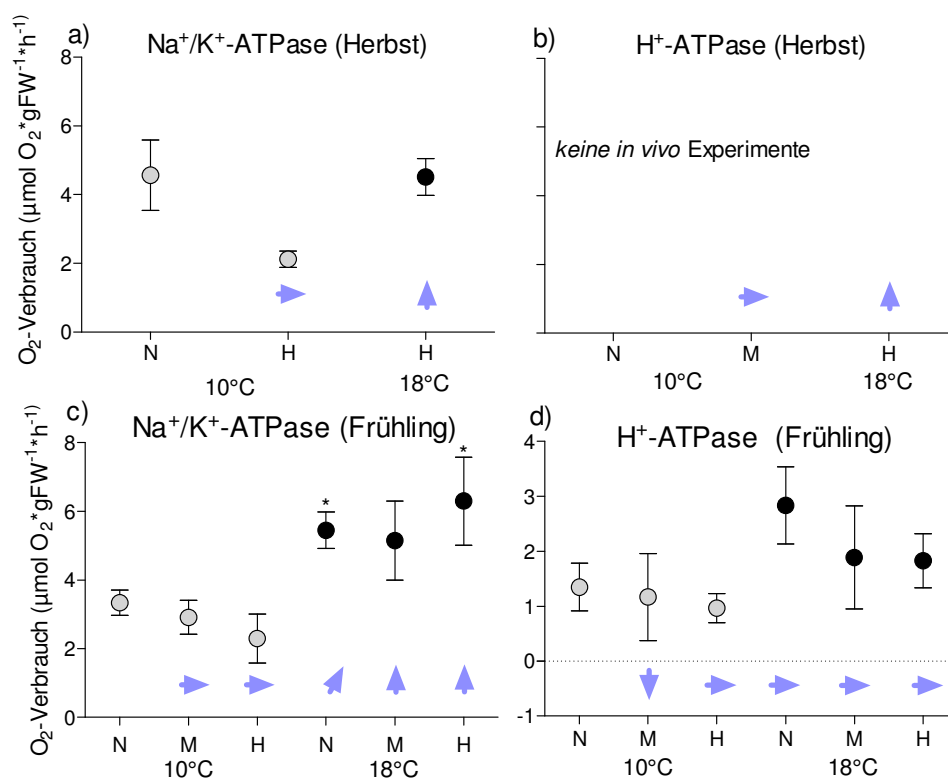 a)
Na⁺/K⁺-ATPase (Herbst)
O₂-Verbrauch (µmol O₂*gFW⁻¹*h⁻¹)
8
6
4
2
0
N
H
H
10°C
18°C
b)
H⁺-ATPase (Herbst)
keine in vivo Experimente
N
M
H
10°C
18°C
c)
Na⁺/K⁺-ATPase (Frühling)
O₂-Verbrauch (µmol O₂*gFW⁻¹*h⁻¹)
8
6
4
2
0
*
*
N
M
H
N
M
H
10°C
18°C
d)
H⁺-ATPase (Frühling)
4
3
2
1
0
-1
N
M
H
N
M
H
10°C
18°C